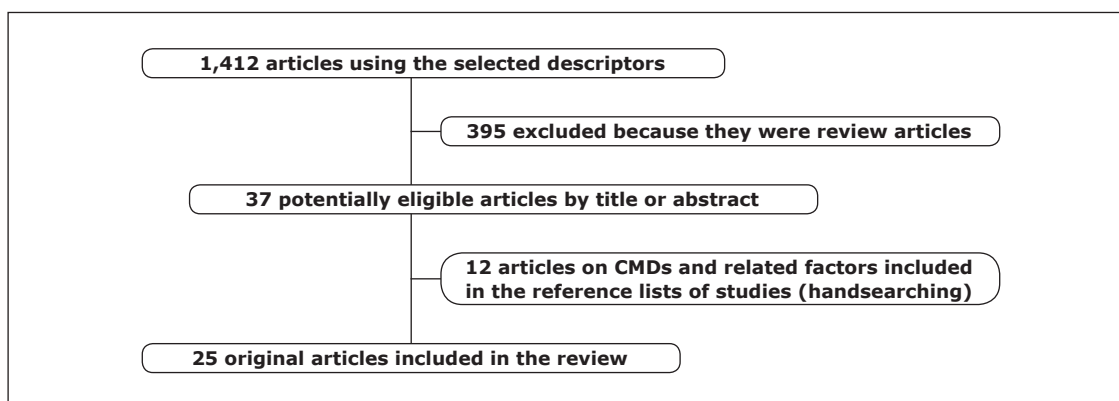 1,412 articles using the selected descriptors
395 excluded because they were review articles
37 potentially eligible articles by title or abstract
12 articles on CMDs and related factors included
in the reference lists of studies (handsearching)
25 original articles included in the review